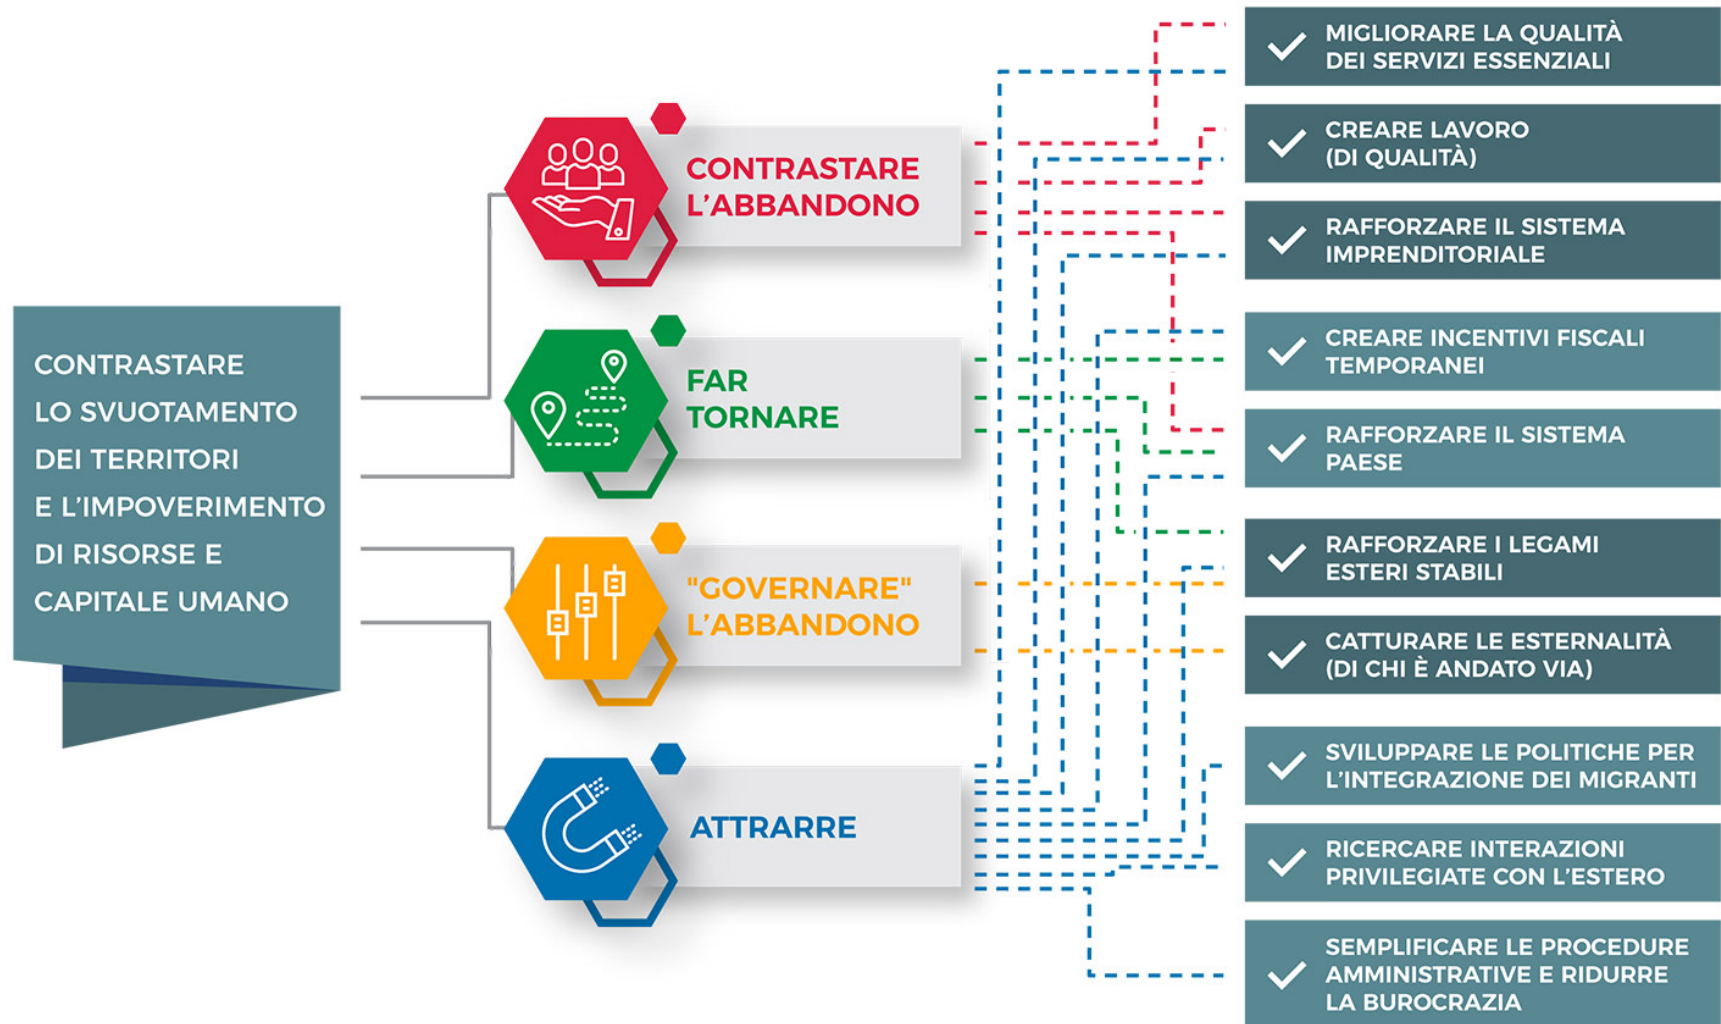 CONTRASTARE
LO SVUOTAMENTO
DEI TERRITORI
E L'IMPOVERIMENTO
DI RISORSE E
CAPITALE UMANO
CONTRASTARE
L'ABBANDONO
FAR
TORNARE
"GOVERNARE"
L'ABBANDONO
ATTRARRE
MIGLIORARE LA QUALITÀ
DEI SERVIZI ESSENZIALI
CREARE LAVORO
(DI QUALITÀ)
RAFFORZARE IL SISTEMA
IMPRENDITORIALE
CREARE INCENTIVI FISCALI
TEMPORANEI
RAFFORZARE IL SISTEMA
PAESE
RAFFORZARE I LEGAMI
ESTERI STABILI
CATTURARE LE ESTERNALITÀ
(DI CHI È ANDATO VIA)
SVILUPPARE LE POLITICHE PER
L'INTEGRAZIONE DEI MIGRANTI
RICERCARE INTERAZIONI
PRIVILEGIATE CON L'ESTERO
SEMPLIFICARE LE PROCEDURE
AMMINISTRATIVE E RIDURRE
LA BUROCRAZIA